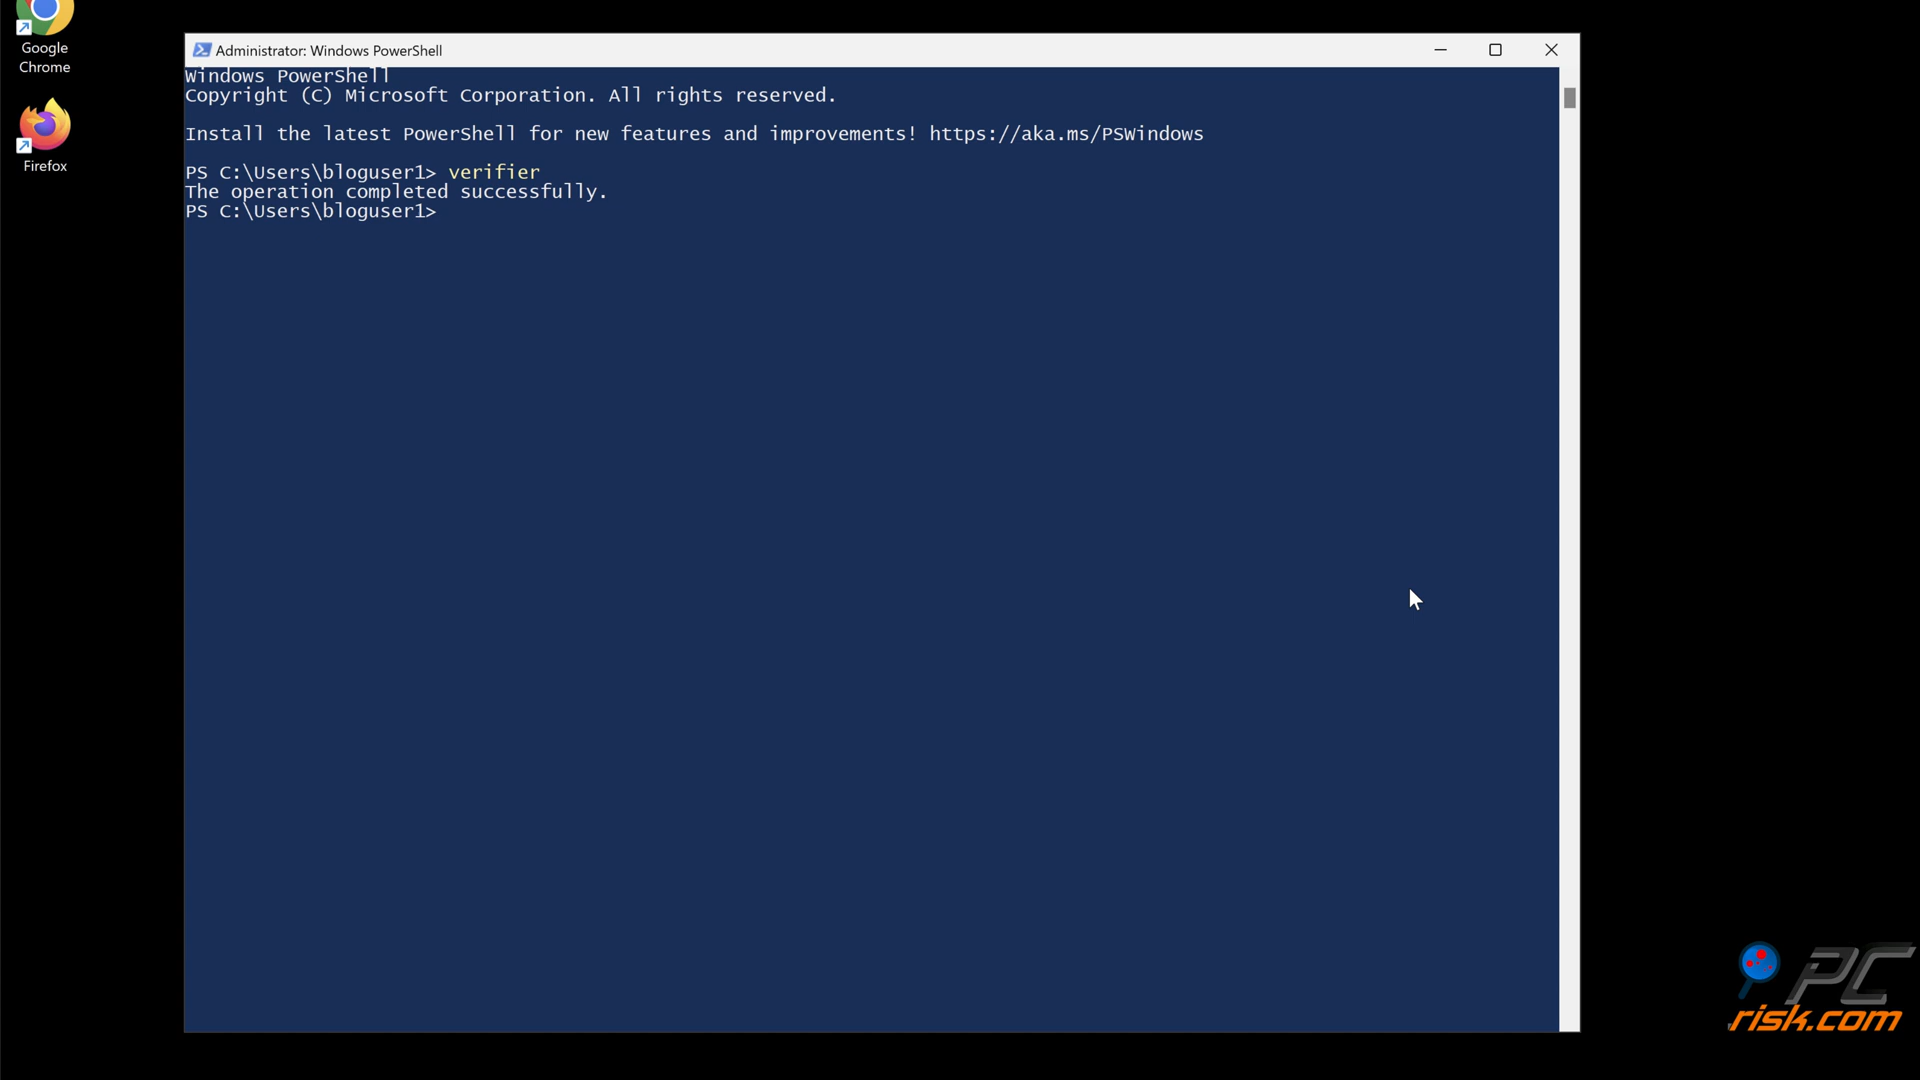 Google
Chrome
Firefox
Administrator: Windows PowerShell
Windows PowerShell
Copyright (C) Microsoft Corporation. All rights reserved.
Install the latest PowerShell for new features and improvements! https://aka.ms/PSWindows
PS C:\Users\bloguser1> verifier
The operation completed successfully.
PS C:\Users\bloguser1>
PC
risk.com